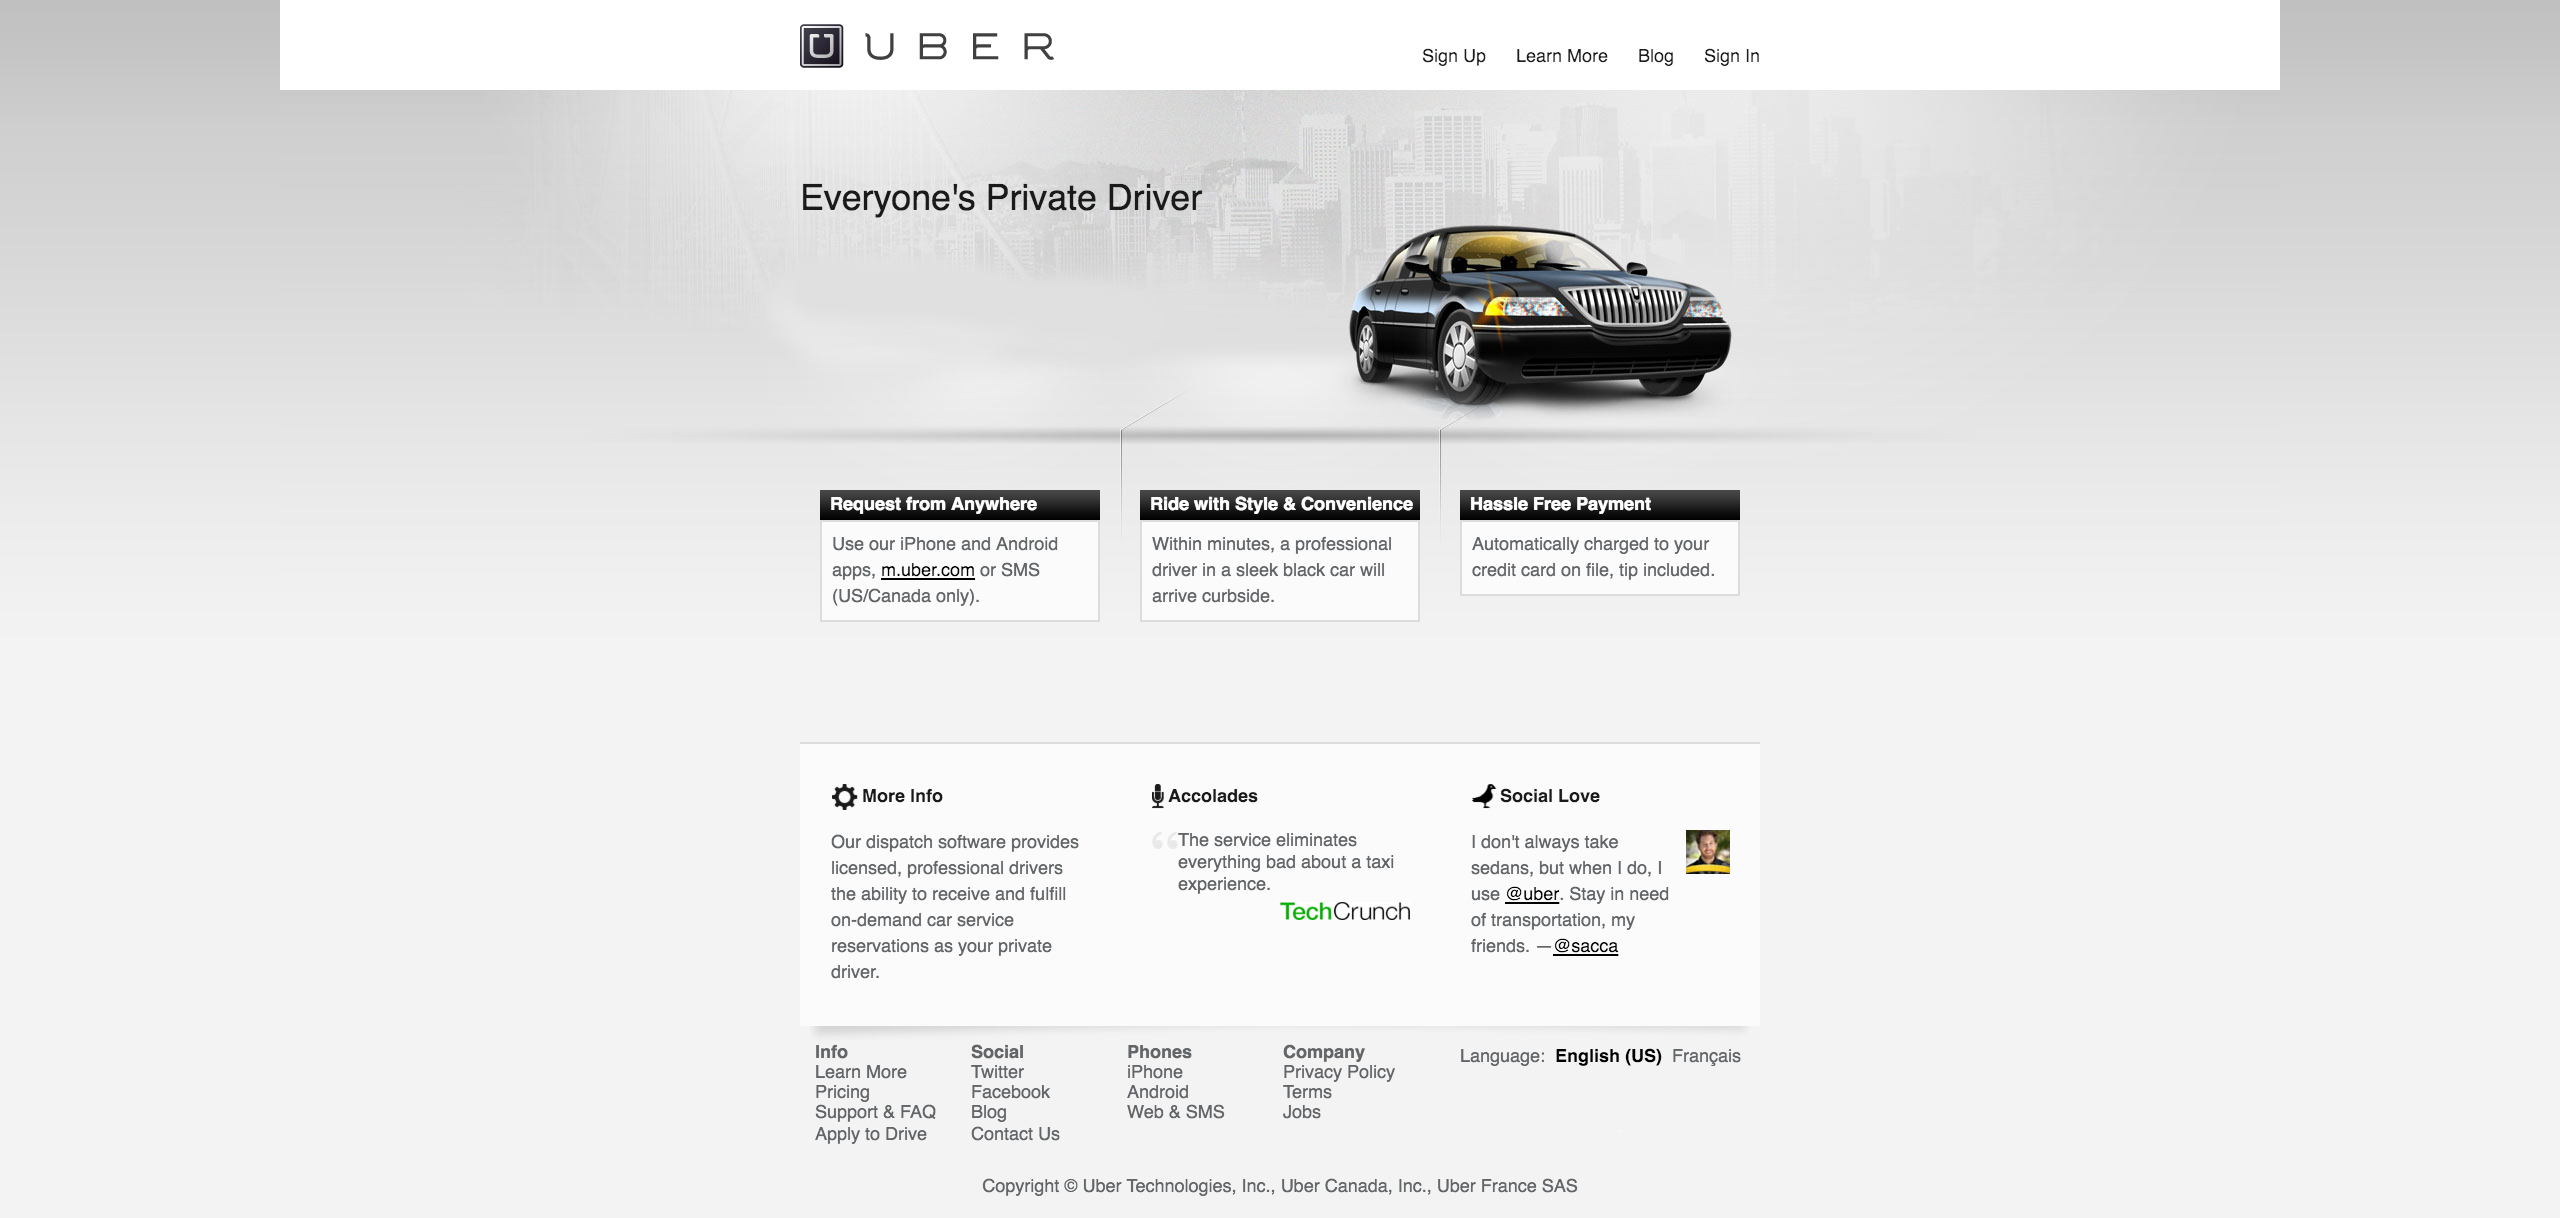 UBER
Sign Up Learn More Blog Sign In
Everyone's Private Driver
Request from Anywhere
Use our iPhone and Android
apps, m.uber.com or SMS
(US/Canada only).
Ride with Style & Convenience
Within minutes, a professional
driver in a sleek black car will
arrive curbside.
Hassle Free Payment
Automatically charged to your
credit card on file, tip included.
More Info
Our dispatch software provides
licensed, professional drivers
the ability to receive and fulfill
on-demand car service
reservations as your private
driver.
Accolades
“The service eliminates
everything bad about a taxi
experience.
TechCrunch
Social Love
I don't always take
sedans, but when I do, I
use @uber. Stay in need
of transportation, my
friends. —@sacca
Info
Learn More
Pricing
Support & FAQ
Apply to Drive
Social
Twitter
Facebook
Blog
Contact Us
Phones
iPhone
Android
Web & SMS
Company
Privacy Policy
Terms
Jobs
Language: English (US) Français
Copyright © Uber Technologies, Inc., Uber Canada, Inc., Uber France SAS